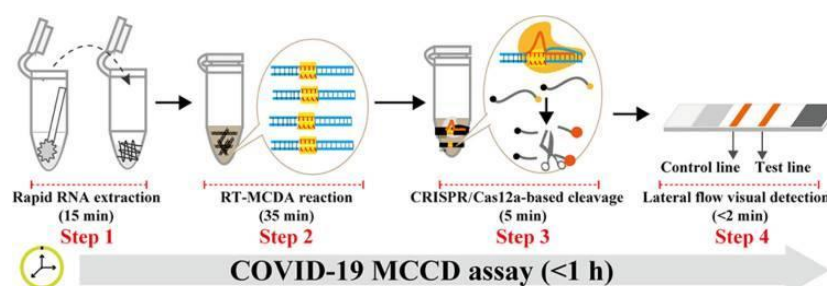 Control line
Test line
Rapid RNA extraction
(15 min)
Step 1
RT-MCDA reaction
(35 min)
Step 2
CRISPR/Cas12a-based cleavage
(5 min)
Step 3
Lateral flow visual detection
(<2 min)
Step 4
COVID-19 MCCD assay (<1 h)